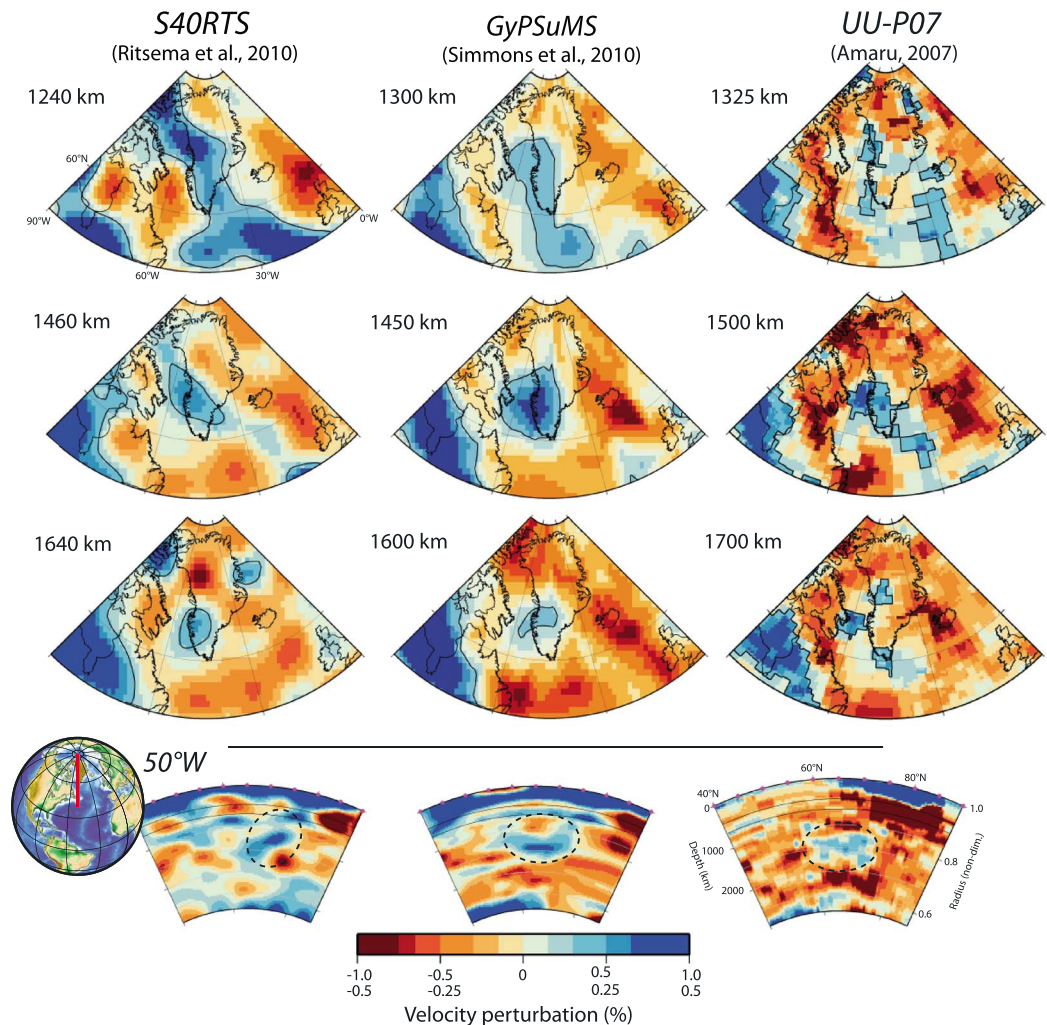 S40RTS
(Ritsema et al., 2010)
GyPSuMS
(Simmons et al., 2010)
UU-P07
(Amaru, 2007)
1240 km
1300 km
1325 km
60°N
90°W
0°W
60°W
30°W
1460 km
1450 km
1500 km
1640 km
1600 km
1700 km
50°W
60°N
80°N
40°N
0
1000
2000
Depth (km)
1.0
0.8
0.6
Radius (non-dim.)
-1.0 -0.5 0 0.5 1.0
-0.5 -0.25 0.25 0.5
Velocity perturbation (%)